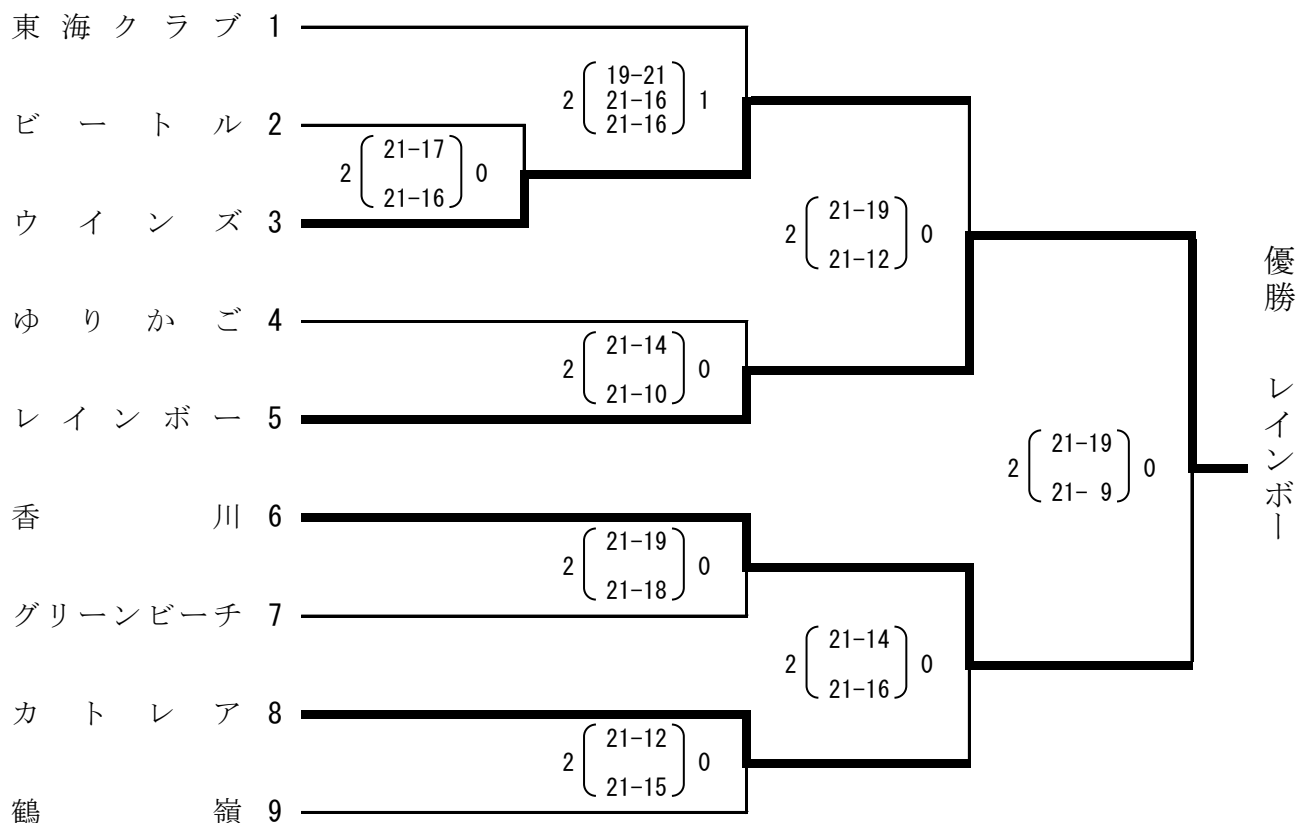 東海クラブ 1
2 19-21 1
21-16
21-16
ビートル 2
2 21-17 0
21-16
ウインズ 3
2 21-19 0
21-12
ゆりかご 4
2 21-14 0
21-10
レインボー 5
優勝 レインボー
2 21-19 0
21- 9
香川 6
2 21-19 0
21-18
グリーンビーチ 7
2 21-14 0
21-16
カトレア 8
2 21-12 0
21-15
鶴嶺 9